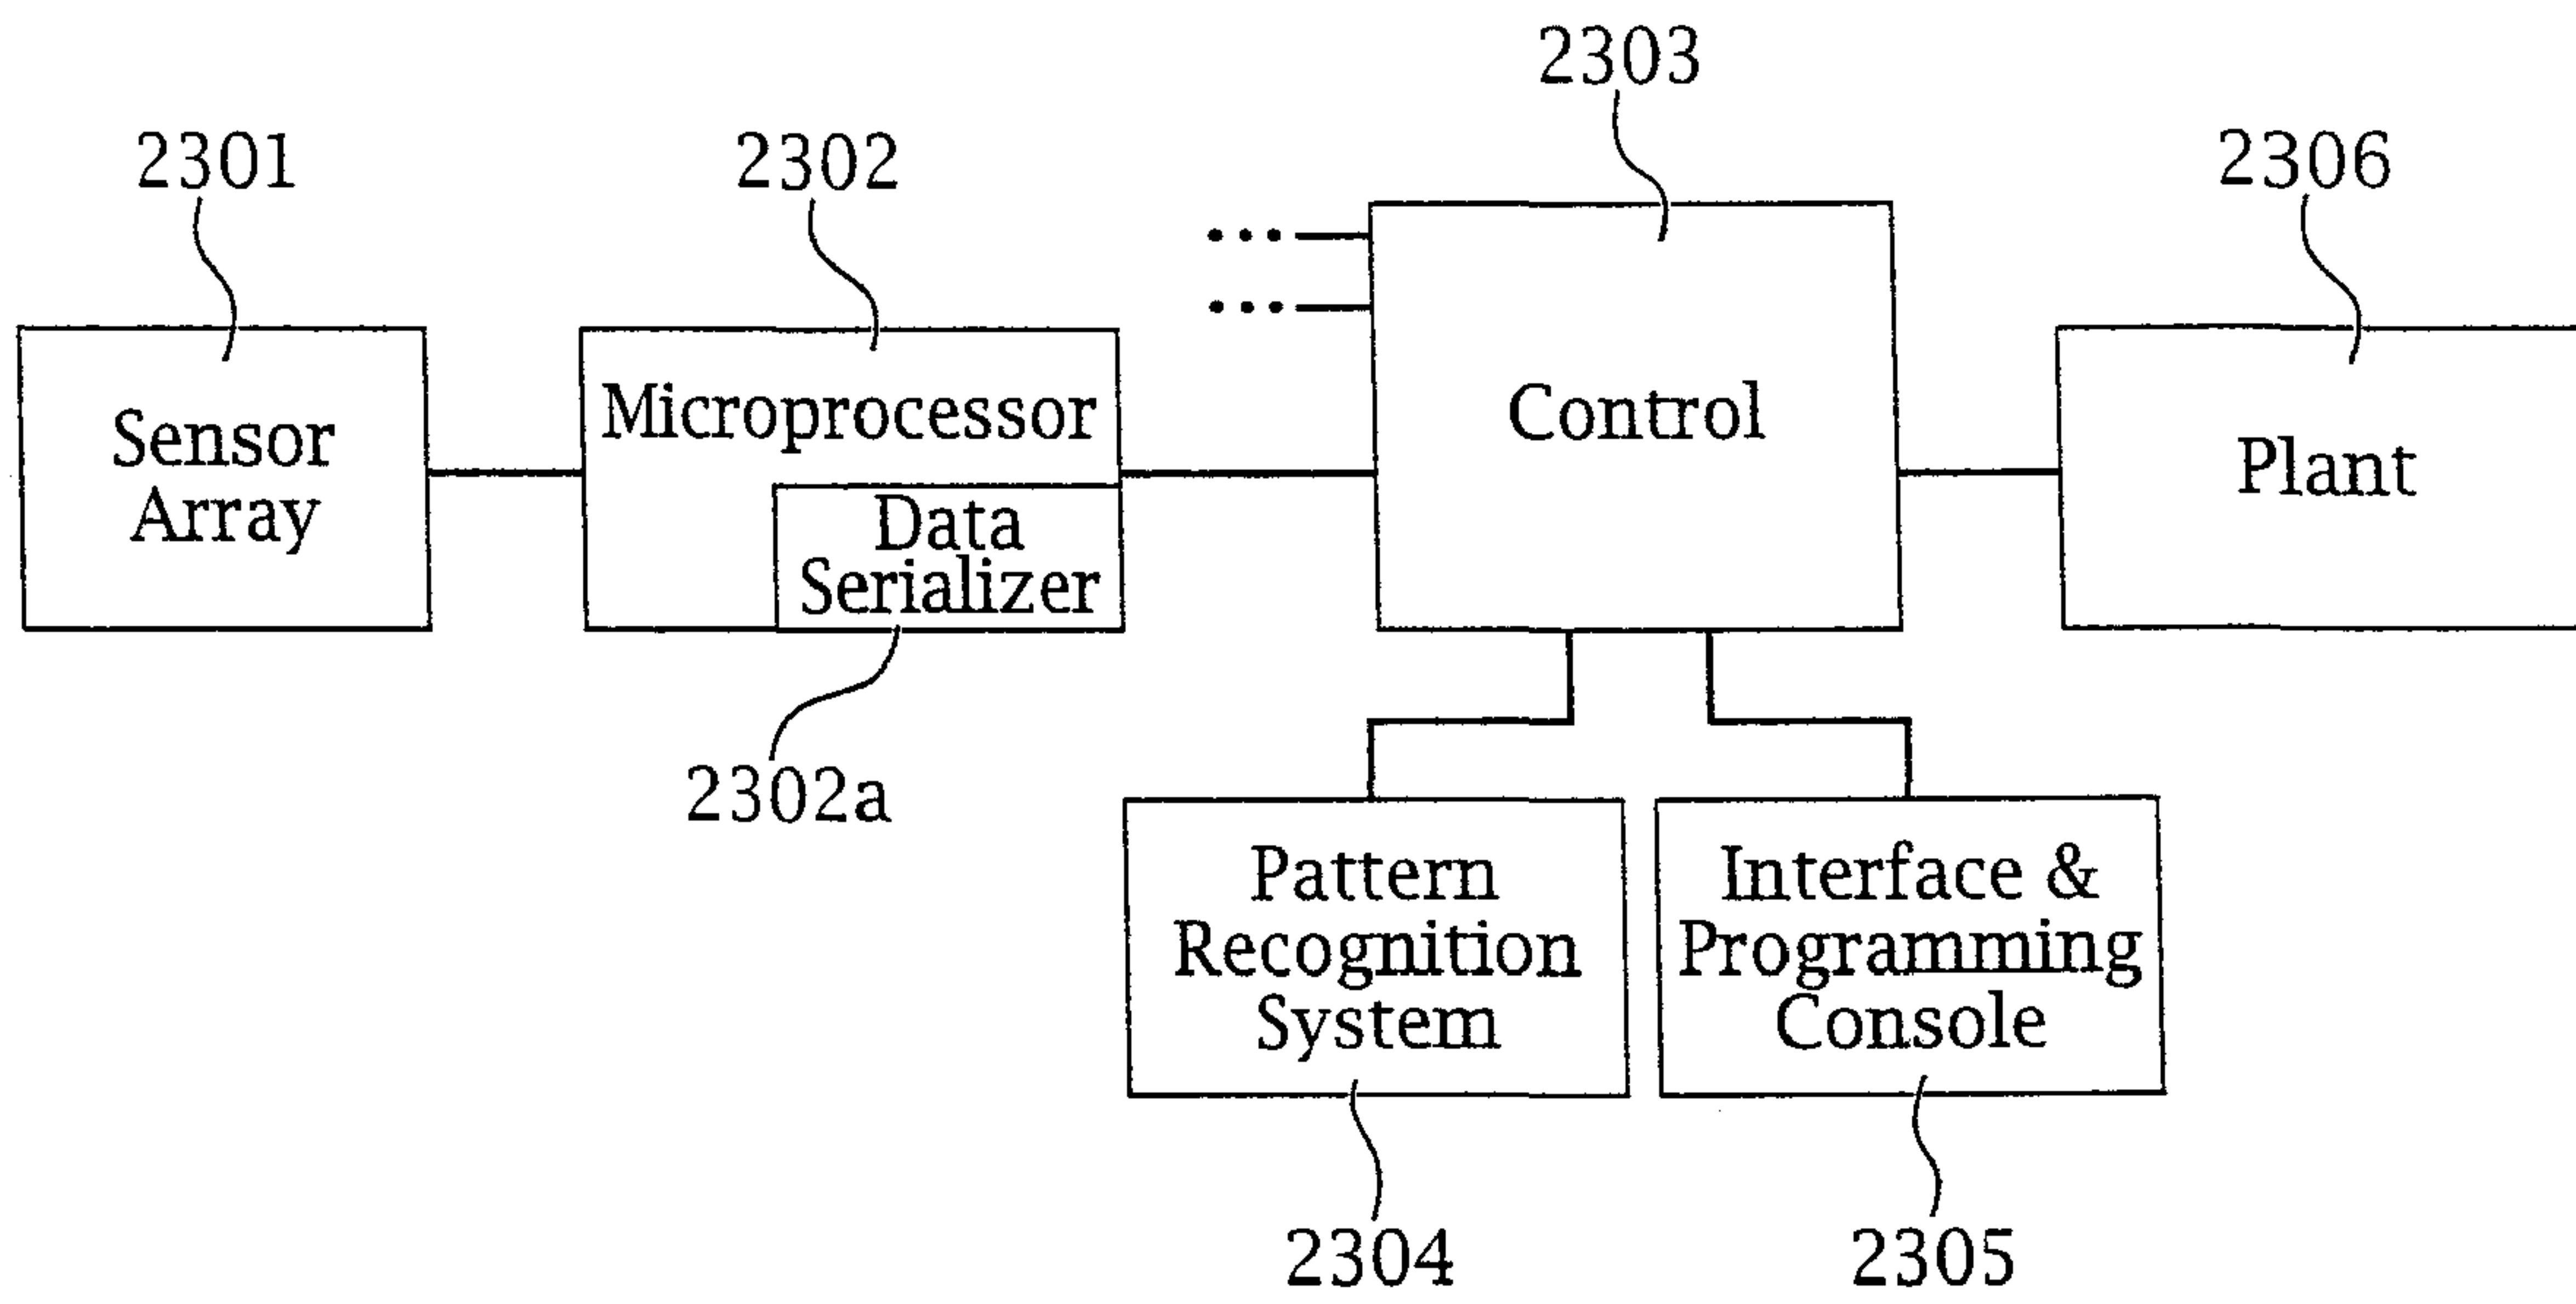 2303
2301
2302
2306
Sensor
Array
Microprocessor
Data
Serializer
Control
Plant
2302a
Pattern
Recognition
System
Interface &
Programming
Console
2304
2305